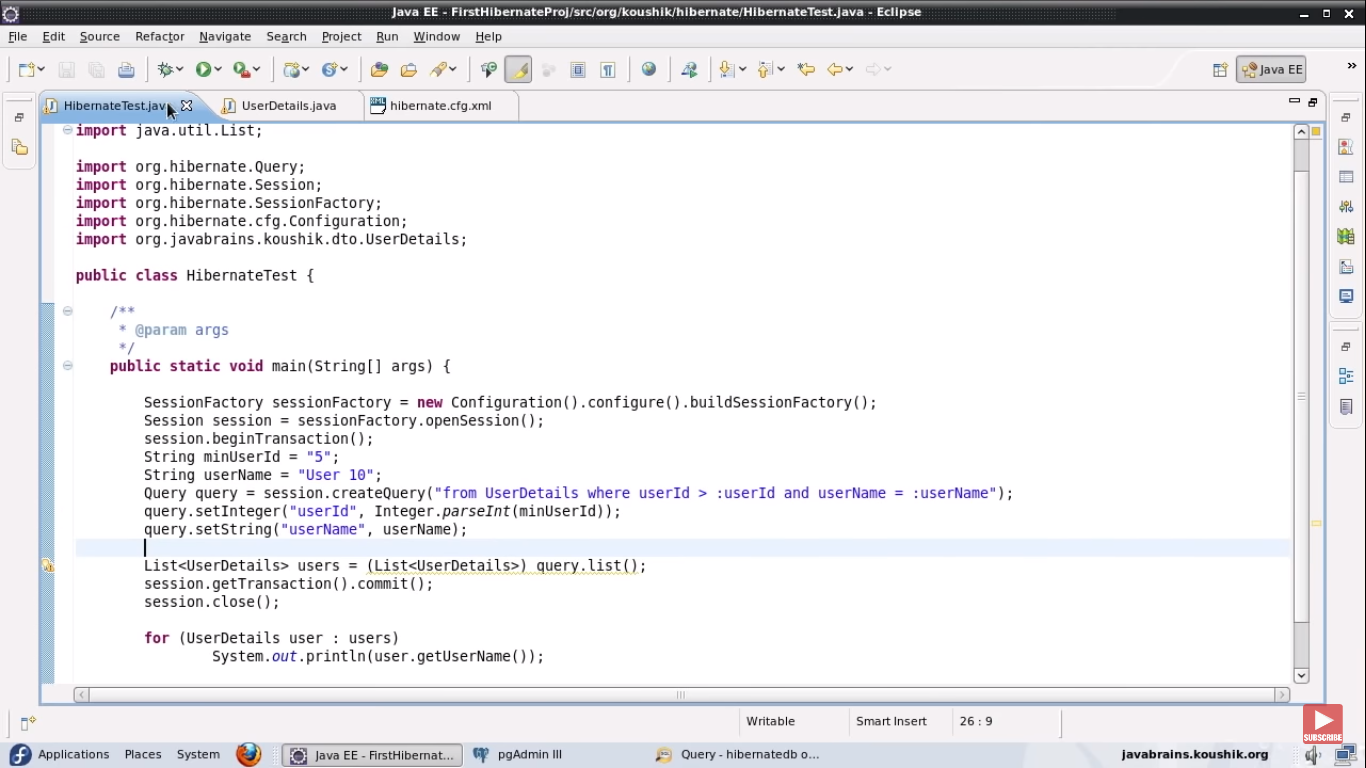 Java EE - FirstHibernateProj/src/org/koushik/hibernate/HibernateTest.java - Eclipse
File Edit Source Refactor Navigate Search Project Run Window Help
Java EE
HibernateTest.java UserDetails.java hibernate.cfg.xml
import java.util.List;
import org.hibernate.Query;
import org.hibernate.Session;
import org.hibernate.SessionFactory;
import org.hibernate.cfg.Configuration;
import org.javabrains.koushik.dto.UserDetails;
public class HibernateTest {
/**
* @param args
*/
public static void main(String[] args) {
SessionFactory sessionFactory = new Configuration().configure().buildSessionFactory();
Session session = sessionFactory.openSession();
session.beginTransaction();
String minUserId = "5";
String userName = "User 10";
Query query = session.createQuery("from UserDetails where userId > :userId and userName = :userName");
query.setInteger("userId", Integer.parseInt(minUserId));
query.setString("userName", userName);
List<UserDetails> users = (List<UserDetails>) query.list();
session.getTransaction().commit();
session.close();
for (UserDetails user : users)
System.out.println(user.getUserName());
Writable Smart Insert 26 : 9
SUBSCRIBE
Applications Places System Java EE - FirstHibernat... pgAdmin III Query - hibernatedb o... javabrains.koushik.org